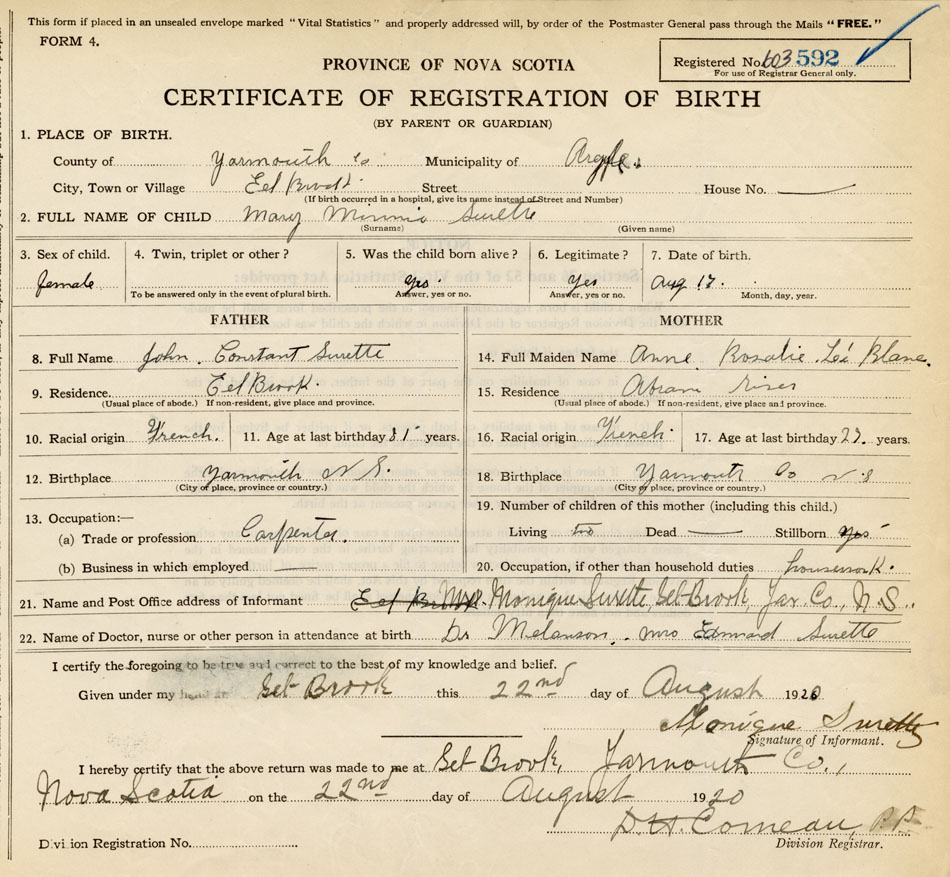 This form if placed in an unsealed envelope marked "Vital Statistics" and properly addressed will, by order of the Postmaster General pass through the Mails "FREE."
FORM 4.
Registered No. 603592
For use of Registrar General only.
PROVINCE OF NOVA SCOTIA
CERTIFICATE OF REGISTRATION OF BIRTH
(BY PARENT OR GUARDIAN)
1. PLACE OF BIRTH.
County of Yarmouth Co Municipality of Argyle.
City, Town or Village Eel Brook Street House No.
(If birth occurred in a hospital, give its name instead of Street and Number)
2. FULL NAME OF CHILD Mary Minnie Surette
(Surname) (Given name)
3. Sex of child. 4. Twin, triplet or other? 5. Was the child born alive? 6. Legitimate? 7. Date of birth.
female Yes Yes Aug 17.
To be answered only in the event of plural birth. Answer, yes or no. Answer, yes or no. Month, day, year.
FATHER
8. Full Name John Constant Surette
9. Residence Eel Brook.
(Usual place of abode.) If non-resident, give place and province.
10. Racial origin French. 11. Age at last birthday 31 years.
12. Birthplace Yarmouth N S.
(City or place, province or country.)
13. Occupation:—
(a) Trade or profession Carpenter.
(b) Business in which employed
MOTHER
14. Full Maiden Name Anne Rosalie Le Blanc.
15. Residence Abram River
(Usual place of abode.) If non-resident, give place and province.
16. Racial origin French 17. Age at last birthday years.
18. Birthplace Yarmouth Co N S
(City or place, province or country.)
19. Number of children of this mother (including this child.)
Living two Dead Stillborn
20. Occupation, if other than household duties housework.
21. Name and Post Office address of Informant Eel Brook Mrs. Monique Surette, Eel-Brook, Yar. Co., N.S.
22. Name of Doctor, nurse or other person in attendance at birth Dr Melanson. Mrs Edmund Surette
I certify the foregoing to be true and correct to the best of my knowledge and belief.
Given under my hand at Eel-Brook this 22nd day of August 1920
Monique Surette
Signature of Informant.
I hereby certify that the above return was made to me at Eel-Brook, Yarmouth Co.,
Nova Scotia on the 22nd day of August 1920
D. H. Comeau,
Division Registration No. Division Registrar.